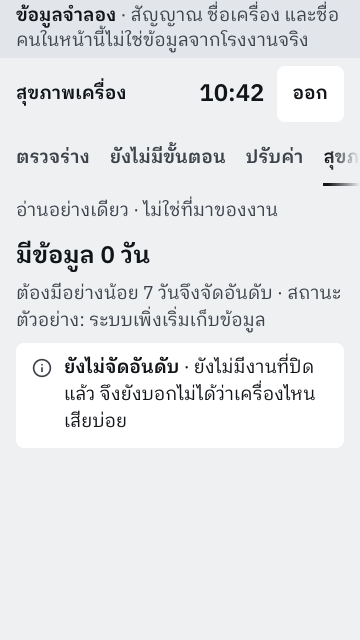 ข้อมูลจำลอง · สัญญาณ ชื่อเครื่อง และชื่อ
คนในหน้านี้ไม่ใช่ข้อมูลจากโรงงานจริง
สุขภาพเครื่อง 10:42 ออก
ตรวจร่าง ยังไม่มีขั้นตอน ปรับค่า
อ่านอย่างเดียว · ไม่ใช่ที่มาของงาน
มีข้อมูล 0 วัน
ต้องมีอย่างน้อย 7 วันจึงจัดอันดับ · สถานะ
ตัวอย่าง: ระบบเพิ่งเริ่มเก็บข้อมูล
ยังไม่จัดอันดับ · ยังไม่มีงานที่ปิด
แล้ว จึงยังบอกไม่ได้ว่าเครื่องไหน
เสียบ่อย